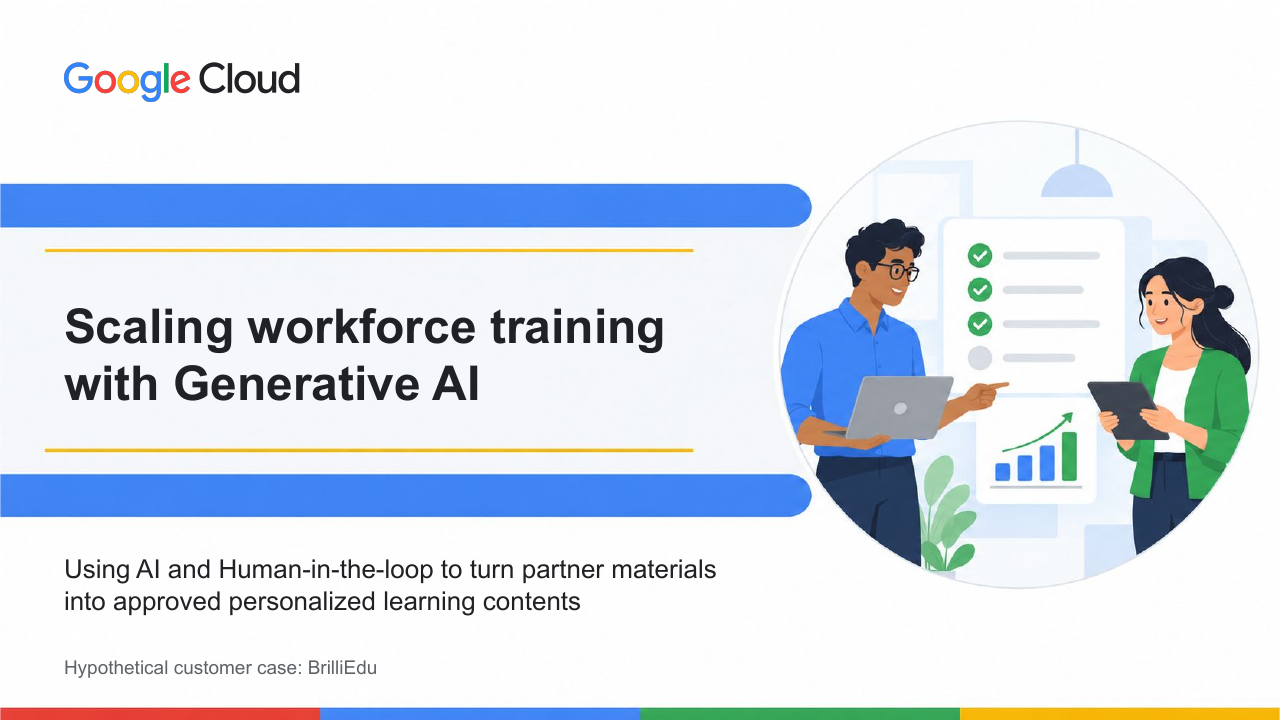 Google Cloud
Scaling workforce training
with Generative AI
Using AI and Human-in-the-loop to turn partner materials
into approved personalized learning contents
Hypothetical customer case: BrilliEdu